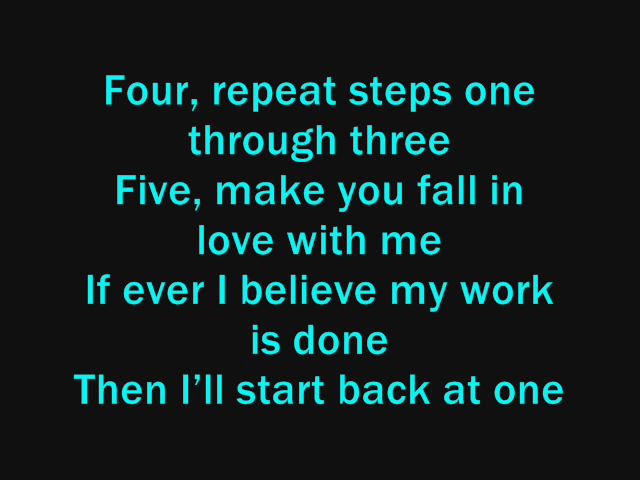 Four, repeat steps one
through three
Five, make you fall in
love with me
If ever I believe my work
is done
Then I’ll start back at one